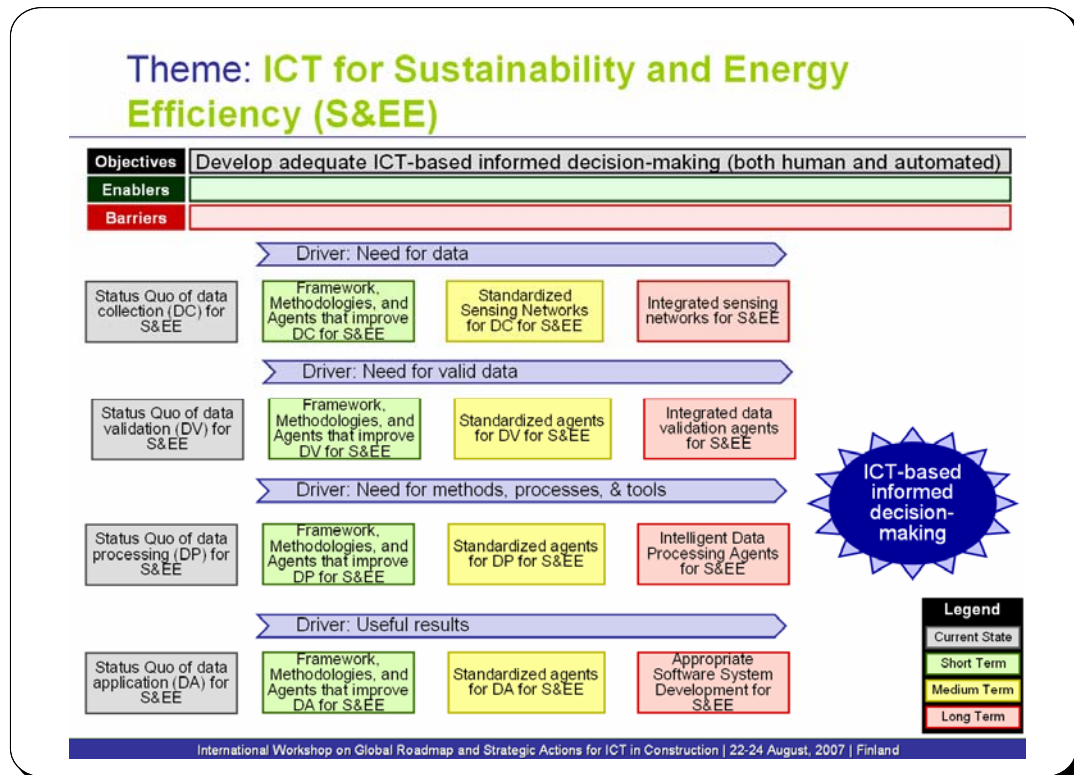 Theme: ICT for Sustainability and Energy
Efficiency (S&EE)
Objectives
Develop adequate ICT-based informed decision-making (both human and automated)
Enablers
Barriers
Driver: Need for data
Status Quo of data
collection (DC) for
S&EE
Framework,
Methodologies, and
Agents that improve
DC for S&EE
Standardized
Sensing Networks
for DC for S&EE
Integrated sensing
networks for S&EE
Driver: Need for valid data
Status Quo of data
validation (DV) for
S&EE
Framework,
Methodologies, and
Agents that improve
DV for S&EE
Standardized agents
for DV for S&EE
Integrated data
validation agents
for S&EE
Driver: Need for methods, processes, & tools
Status Quo of data
processing (DP) for
S&EE
Framework,
Methodologies, and
Agents that improve
DP for S&EE
Standardized agents
for DP for S&EE
Intelligent Data
Processing Agents
for S&EE
Driver: Useful results
Status Quo of data
application (DA) for
S&EE
Framework,
Methodologies, and
Agents that improve
DA for S&EE
Standardized agents
for DA for S&EE
Appropriate
Software System
Development for
S&EE
ICT-based
informed
decision-
making
Legend
Current State
Short Term
Medium Term
Long Term
International Workshop on Global Roadmap and Strategic Actions for ICT in Construction | 22-24 August, 2007 | Finland